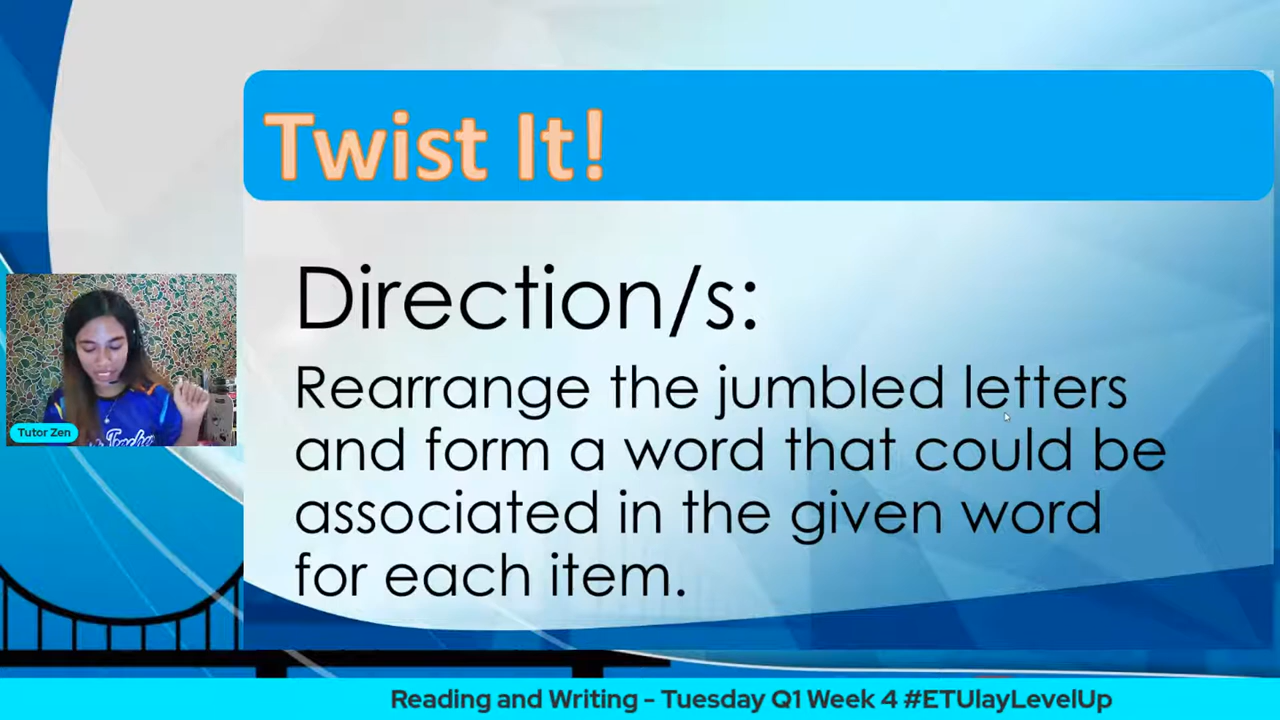 Twist It!
Direction/s:
Rearrange the jumbled letters
and form a word that could be
associated in the given word
for each item.
Tutor Zen
Reading and Writing - Tuesday Q1 Week 4 #ETUlayLevelUp